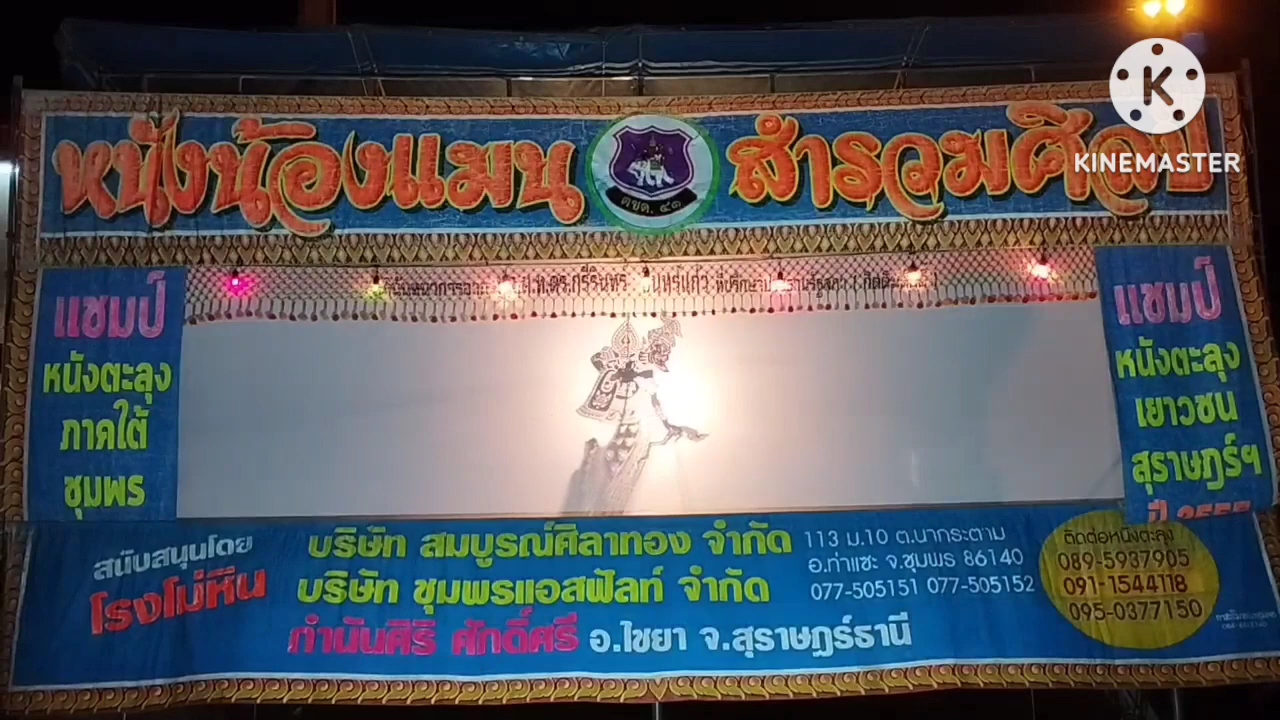 หนังน้องแมน
สำรวมศิลป์
ตชด. ๔๑
KINEMASTER
แชมป์
หนังตะลุง
ภาคใต้
ชุมพร
แชมป์
หนังตะลุง
เยาวชน
สุราษฎร์ฯ
ปี
สนับสนุนโดย
โรงโม่หิน
บริษัท สมบูรณ์ศิลาทอง จำกัด
บริษัท ชุมพรแอสฟัลท์ จำกัด
กำนันศิริ ศักดิ์ศรี อ.ไชยา จ.สุราษฎร์ธานี
113 ม.10 ต.นากระตาม
อ.ท่าแซะ จ.ชุมพร 86140
077-505151 077-505152
ติดต่อหนังตะลุง
089-5937905
091-1544118
095-0377150